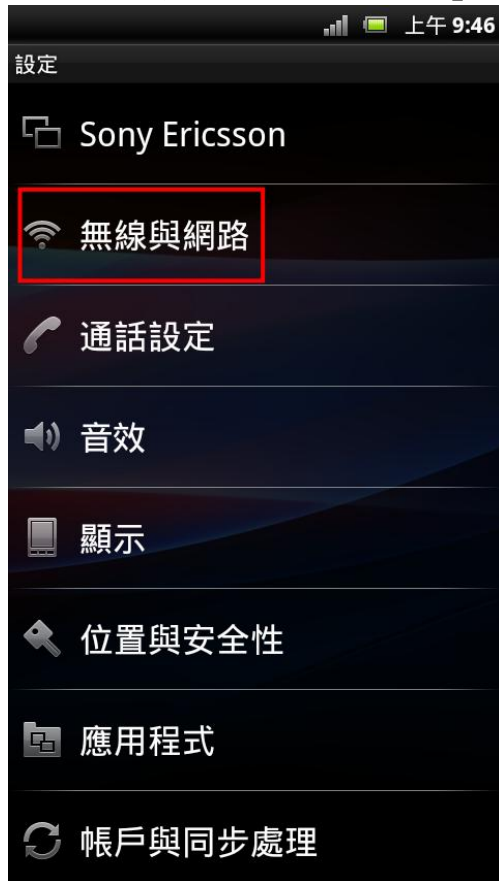 上午 9:46
設定
Sony Ericsson
無線與網路
通話設定
音效
顯示
位置與安全性
應用程式
帳戶與同步處理